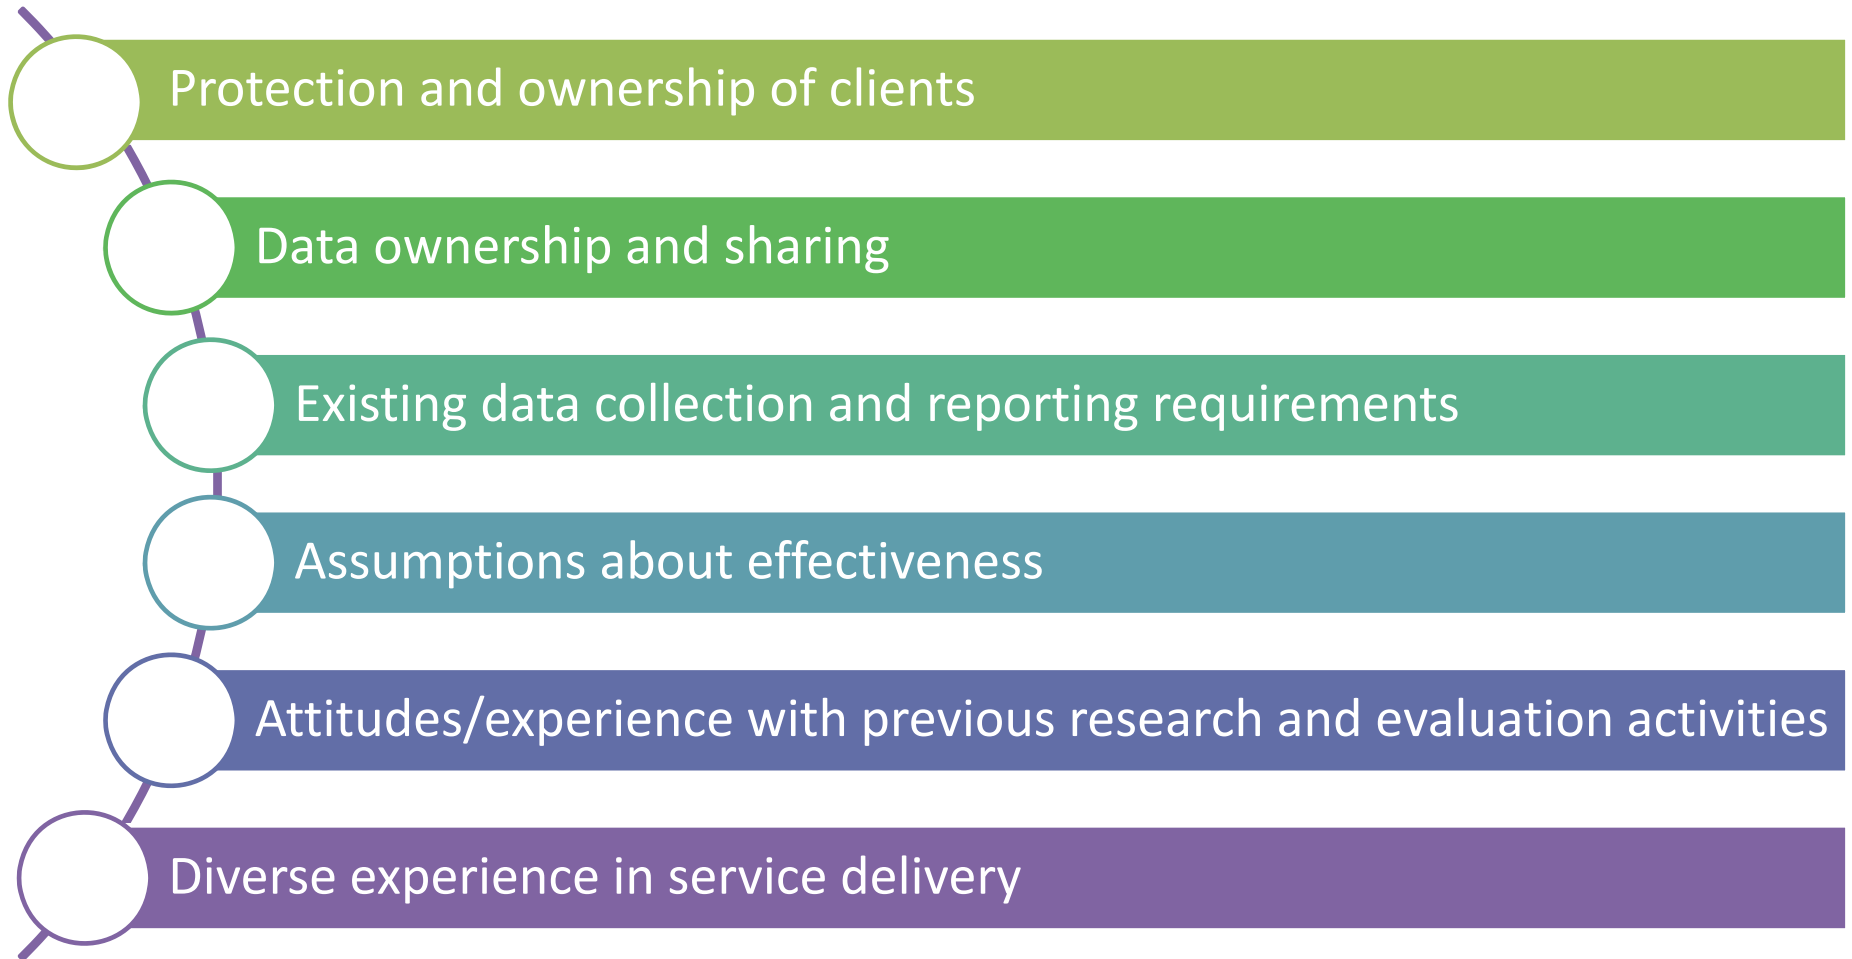 Protection and ownership of clients
Data ownership and sharing
Existing data collection and reporting requirements
Assumptions about effectiveness
Attitudes/experience with previous research and evaluation activities
Diverse experience in service delivery